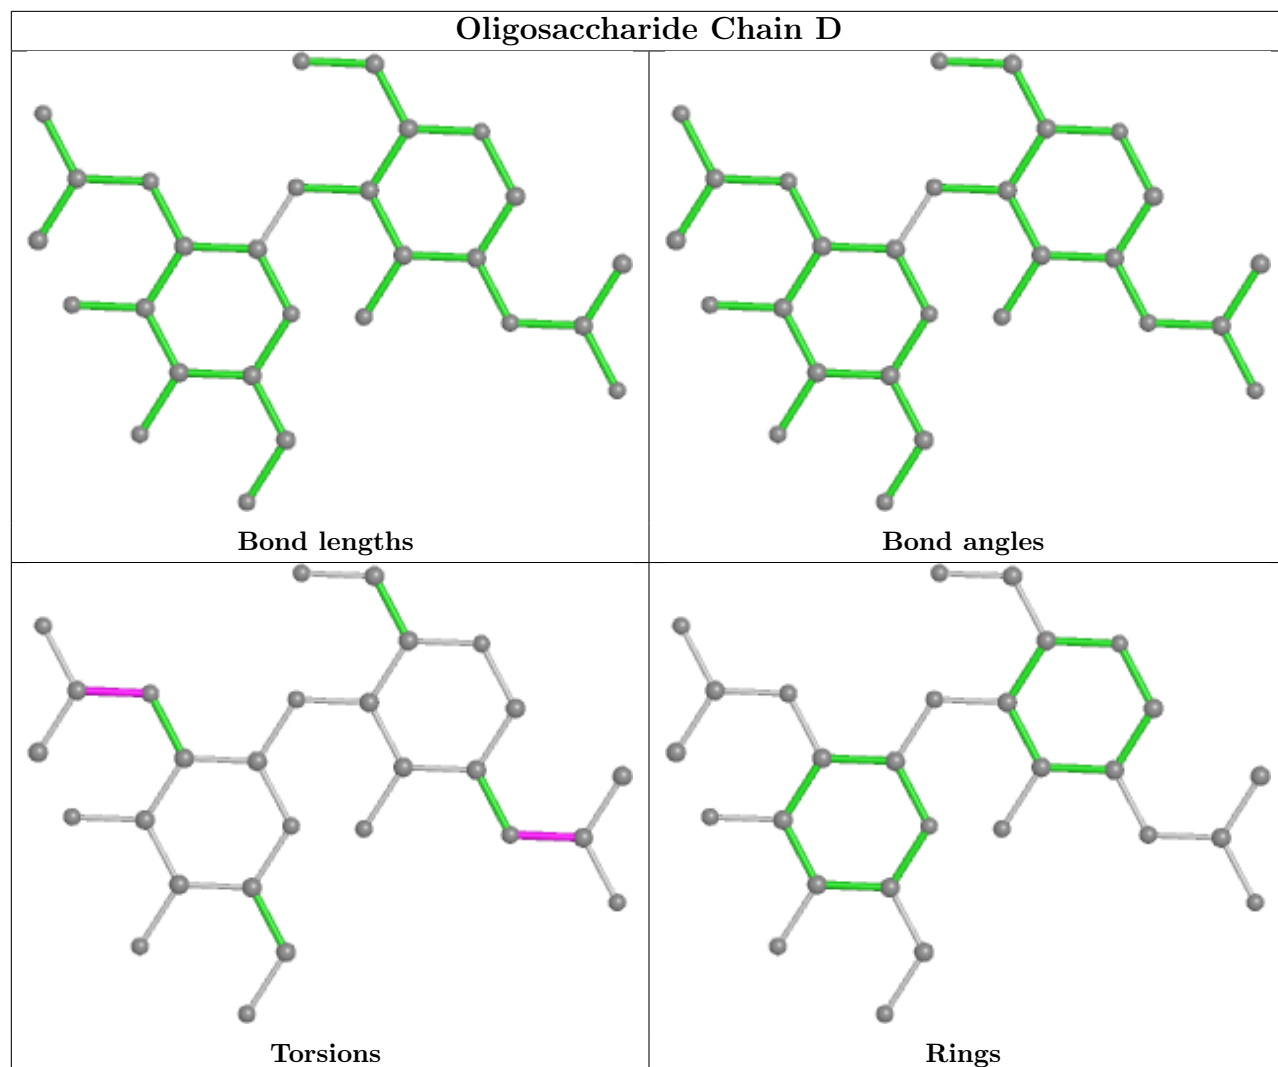 Oligosaccharide Chain D
Bond lengths
Bond angles
Torsions
Rings